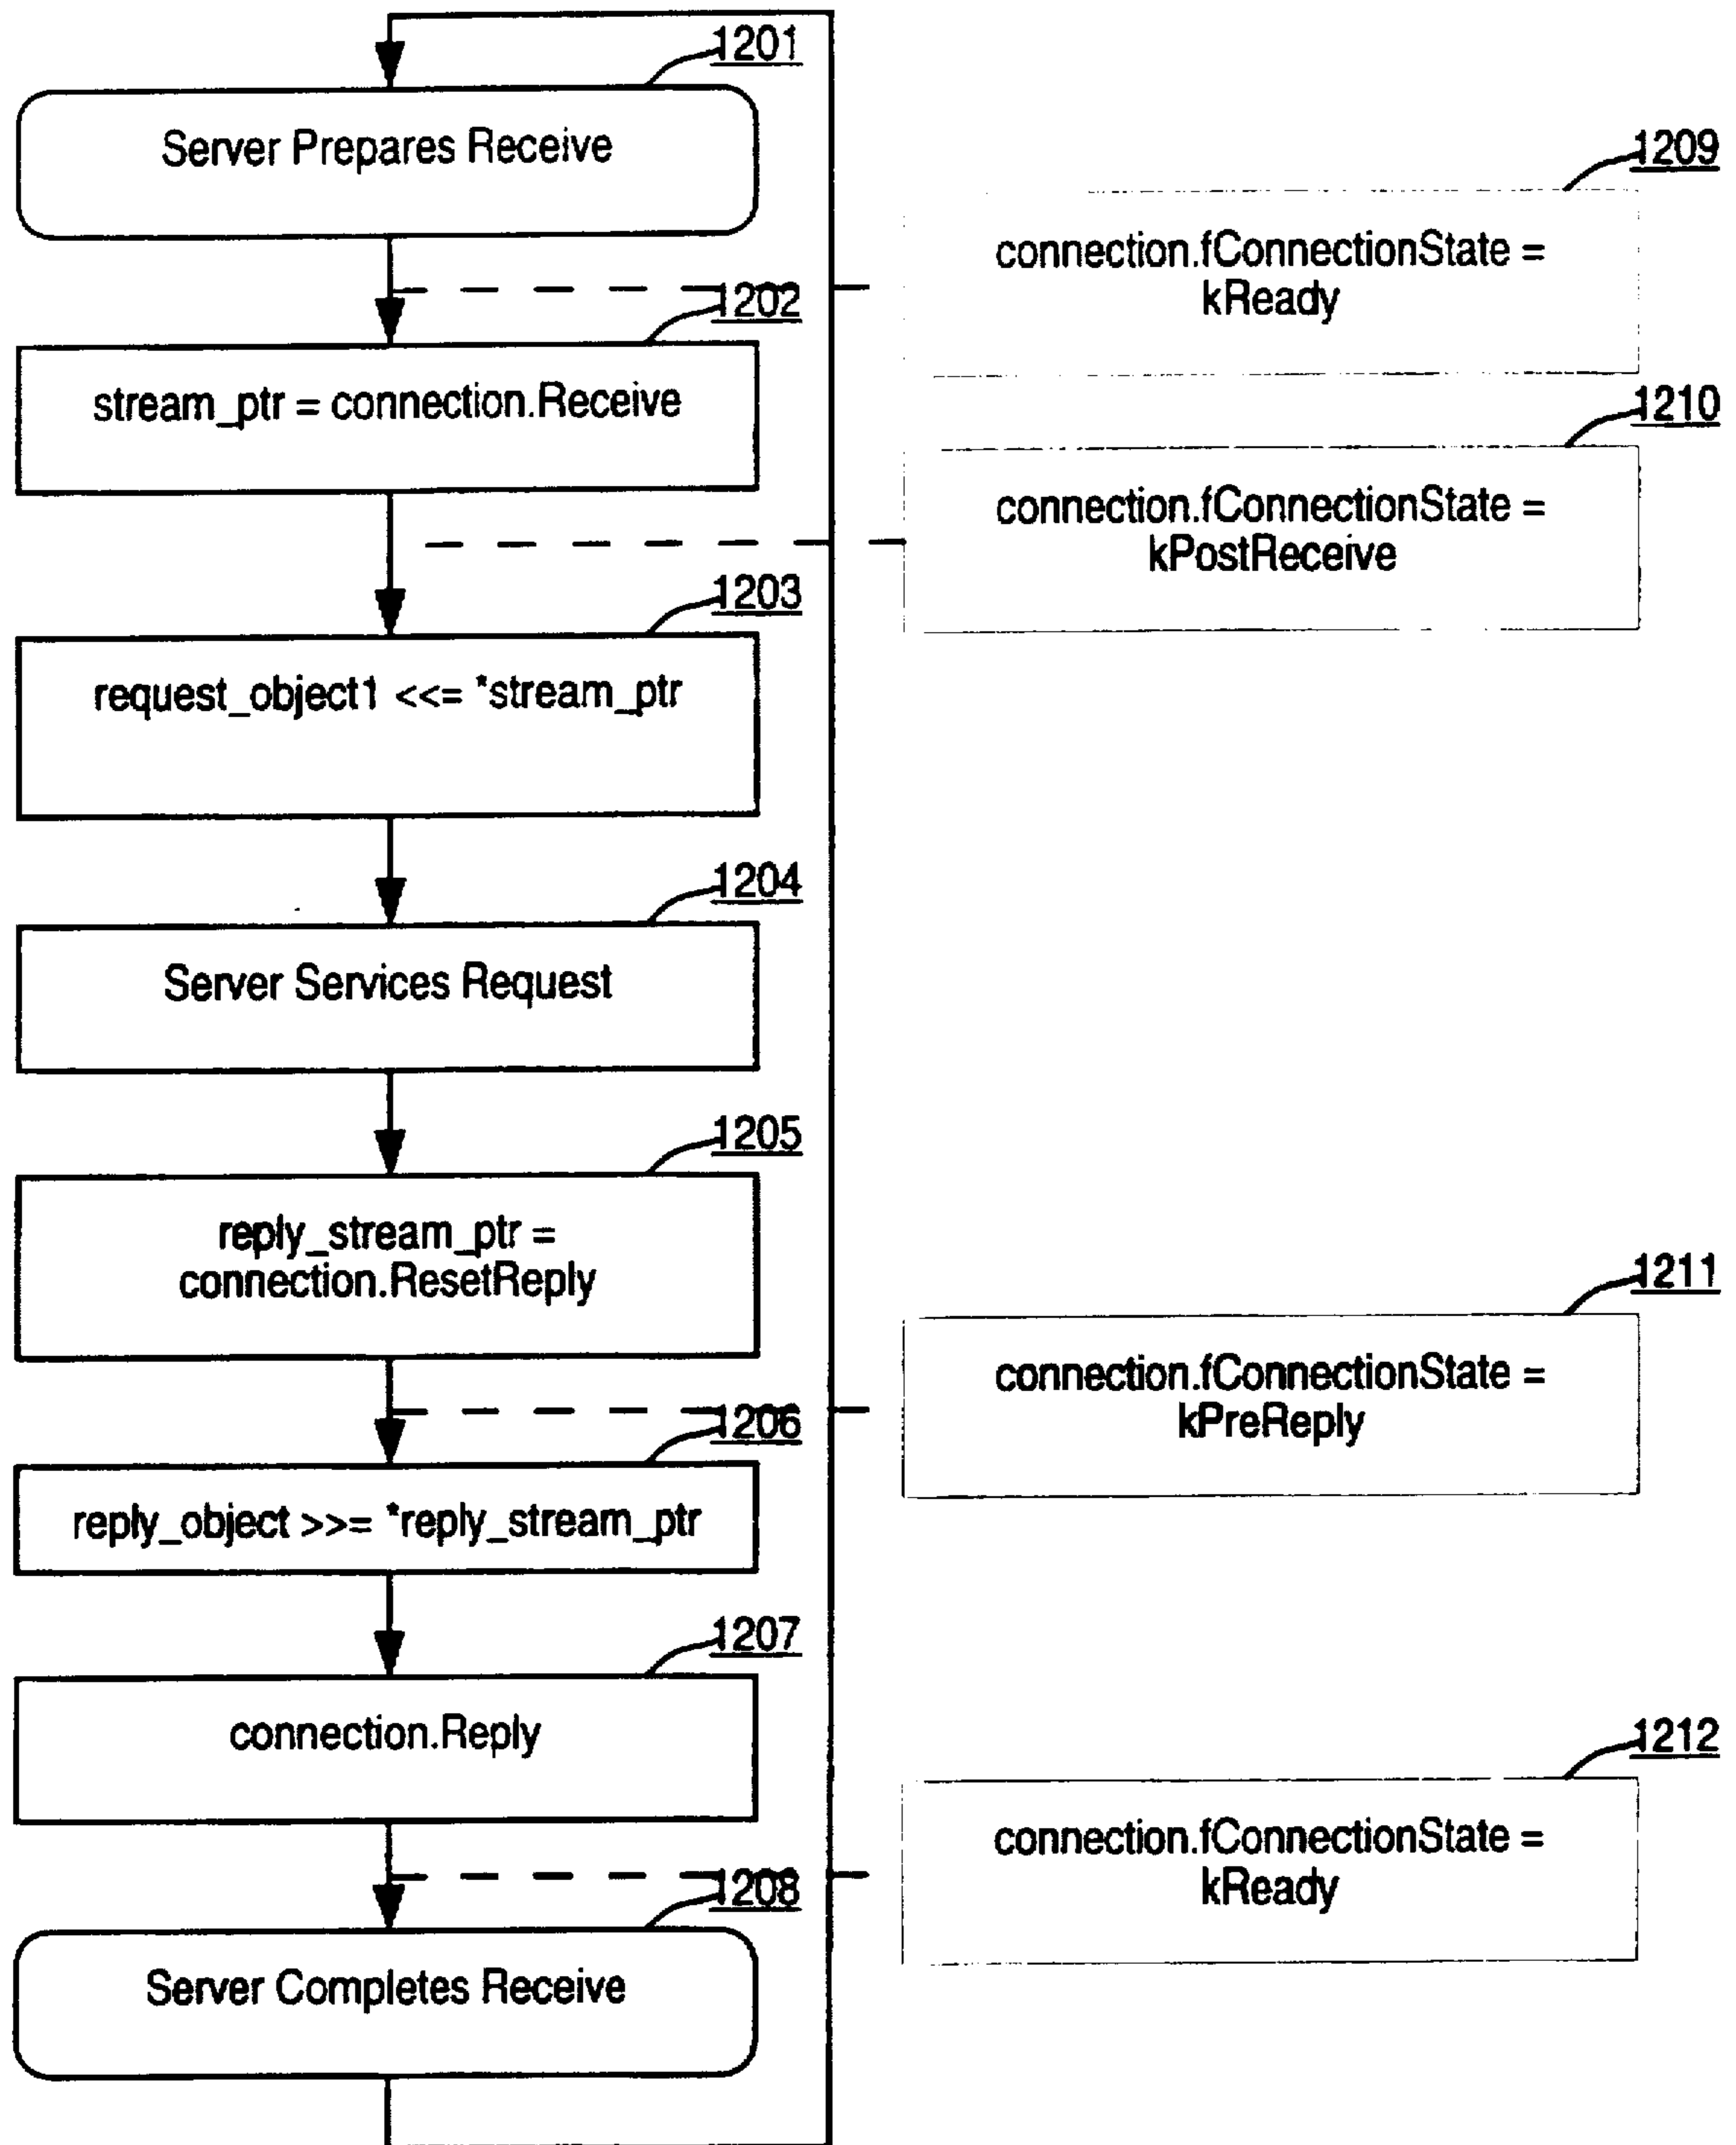 1201
Server Prepares Receive
1209
connection.fConnectionState =
kReady
1202
stream_ptr = connection.Receive
1210
connection.fConnectionState =
kPostReceive
1203
request_object1 <<= *stream_ptr
1204
Server Services Request
1205
reply_stream_ptr =
connection.ResetReply
1211
connection.fConnectionState =
kPreReply
1206
reply_object >>= *reply_stream_ptr
1207
connection.Reply
1212
connection.fConnectionState =
kReady
1208
Server Completes Receive